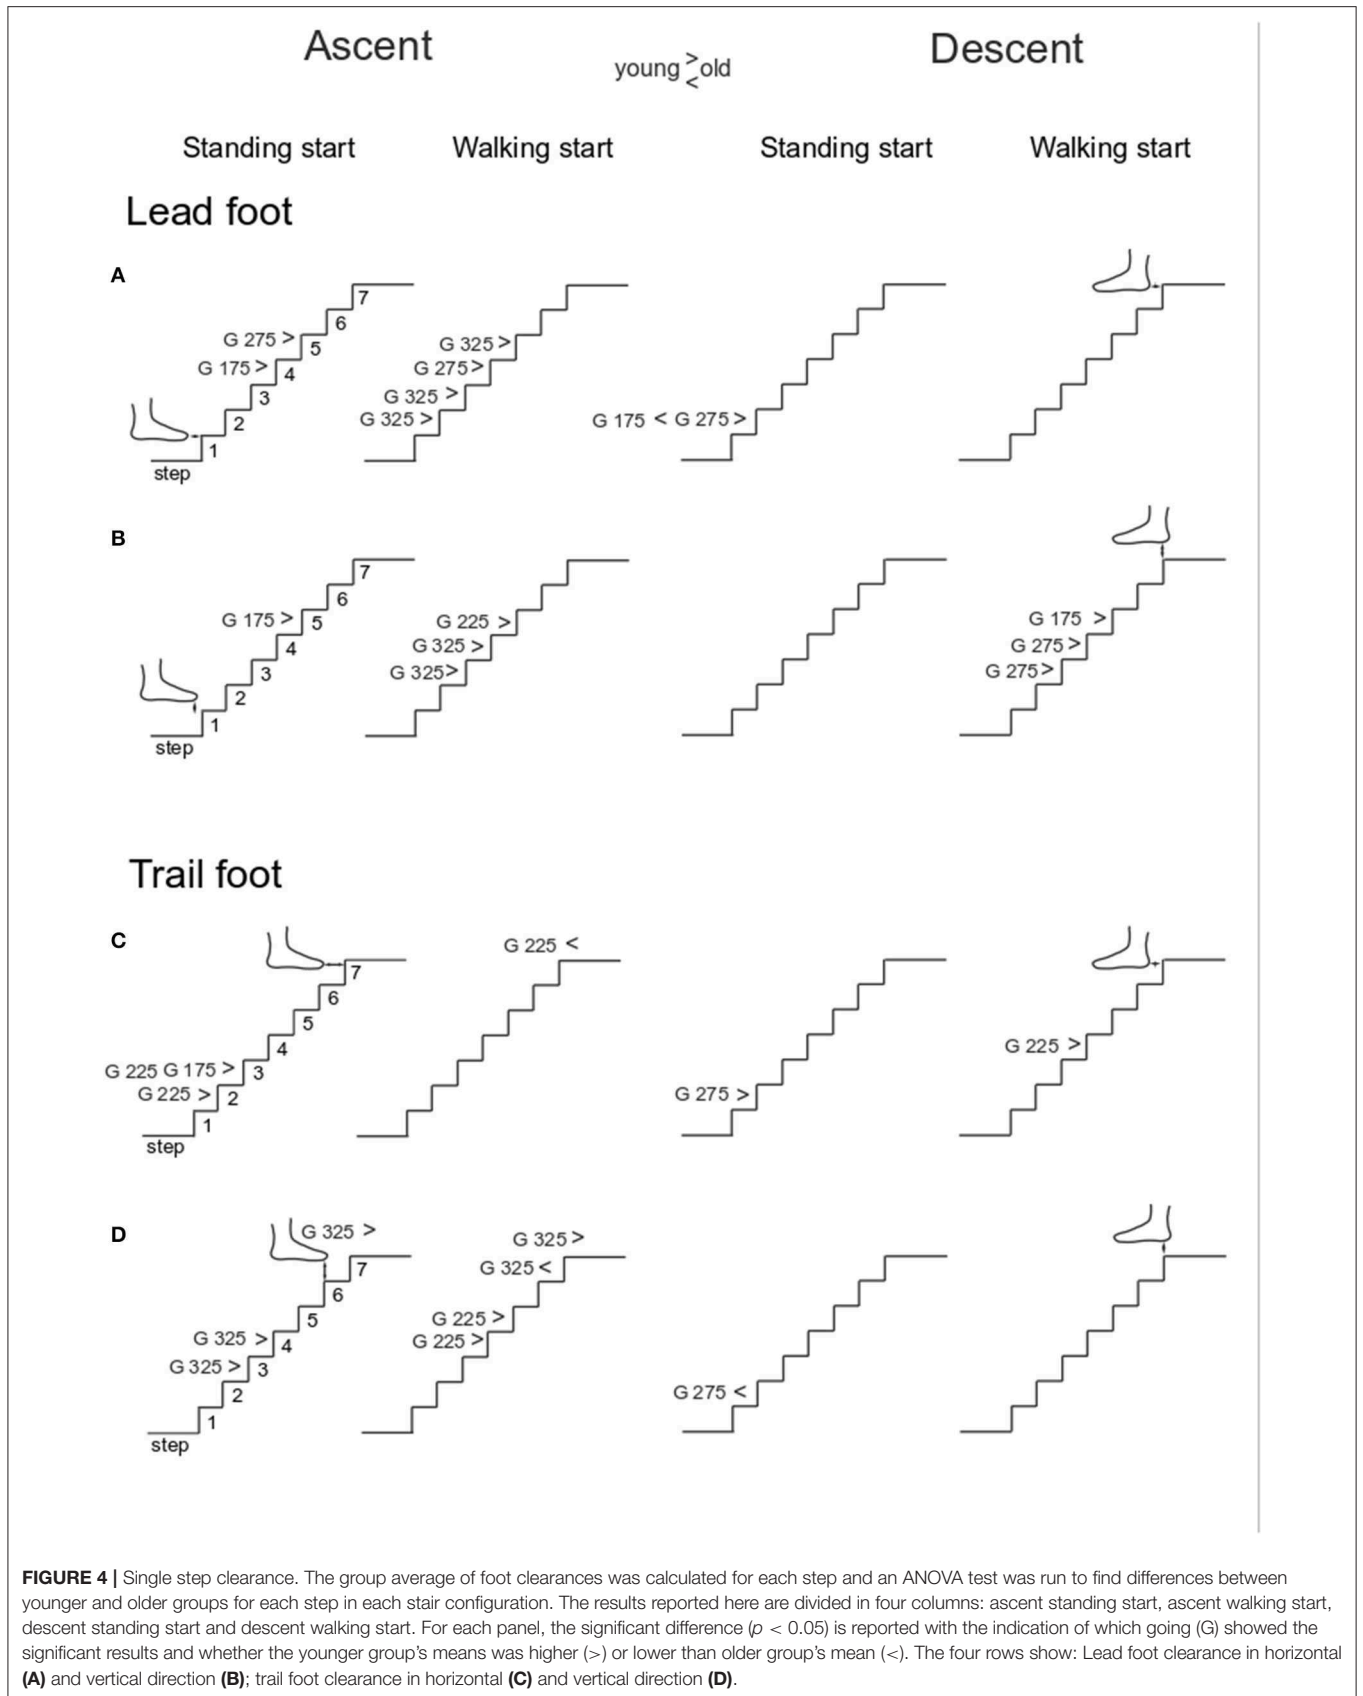 Ascent
Descent
young > < old
Standing start
Walking start
Standing start
Walking start
Lead foot
A
7
6
G 275 >
5
G 175 >
4
3
2
1
step
G 325 >
G 275>
G 325 >
G 325 >
G 175 < G 275 >
B
7
6
G 175 >
5
4
3
2
1
step
G 225 >
G 325 >
G 325>
G 175 >
G 275 >
G 275>
Trail foot
C
7
6
5
4
G 225 G 175 >
3
G 225 >
2
1
step
G 225 <
G 275 >
G 225 >
D
G 325 >
7
6
5
G 325 >
4
G 325 >
3
2
1
step
G 325 >
G 325 <
G 225 >
G 225 >
G 275 <
FIGURE 4 | Single step clearance. The group average of foot clearances was calculated for each step and an ANOVA test was run to find differences between
younger and older groups for each step in each stair configuration. The results reported here are divided in four columns: ascent standing start, ascent walking start,
descent standing start and descent walking start. For each panel, the significant difference (p < 0.05) is reported with the indication of which going (G) showed the
significant results and whether the younger group's means was higher (>) or lower than older group's mean (<). The four rows show: Lead foot clearance in horizontal
(A) and vertical direction (B); trail foot clearance in horizontal (C) and vertical direction (D).